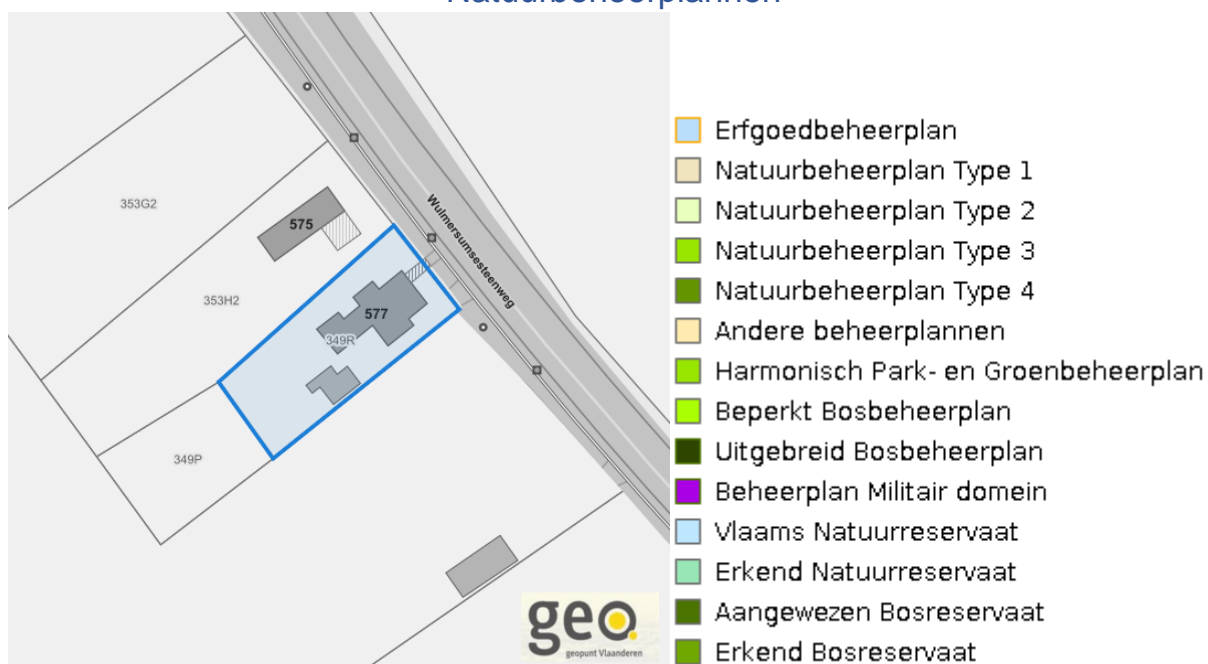 Natuurbeheerplannen
353G2
575
Wulmersumsesteenweg
353H2
577
349R
349P
geo.
geopunt Vlaanderen
Erfgoedbeheerplan
Natuurbeheerplan Type 1
Natuurbeheerplan Type 2
Natuurbeheerplan Type 3
Natuurbeheerplan Type 4
Andere beheerplannen
Harmonisch Park- en Groenbeheerplan
Beperkt Bosbeheerplan
Uitgebreid Bosbeheerplan
Beheerplan Militair domein
Vlaams Natuurreservaat
Erkend Natuurreservaat
Aangewezen Bosreservaat
Erkend Bosreservaat